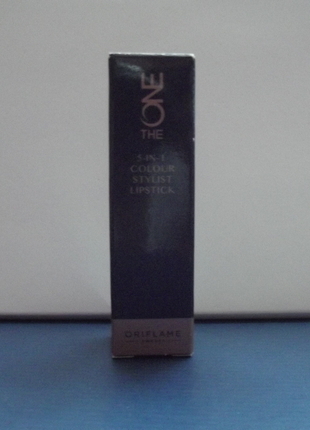 THE ONE
5-IN-1
COLOUR
STYLIST
LIPSTICK
ORIFLAME